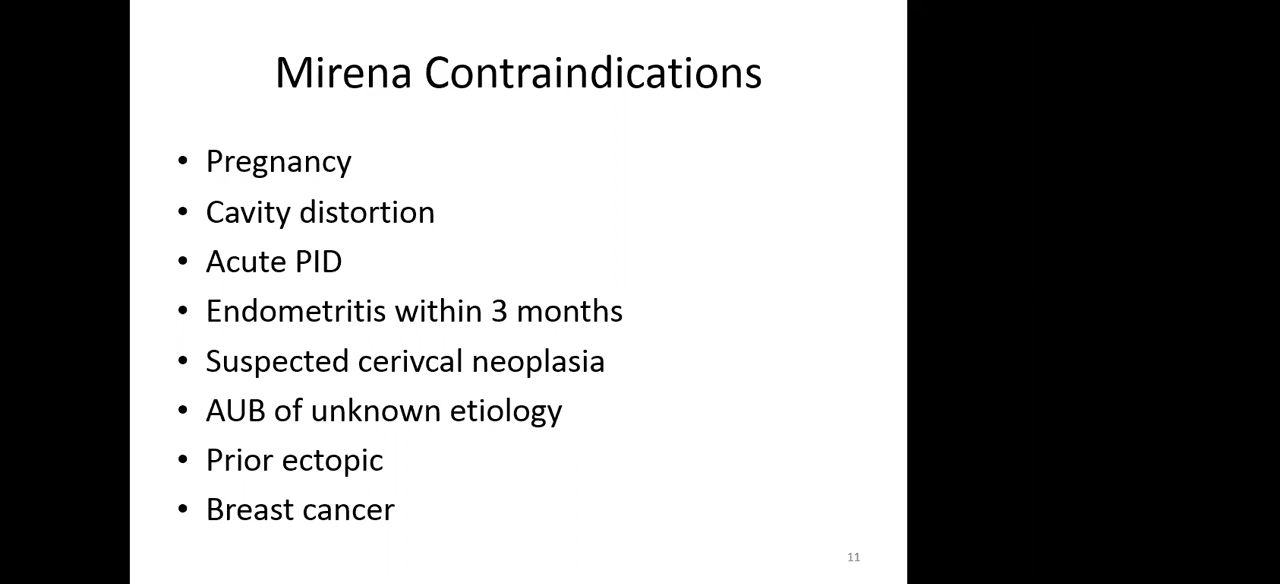 Mirena Contraindications
• Pregnancy
• Cavity distortion
• Acute PID
• Endometritis within 3 months
• Suspected cerivcal neoplasia
• AUB of unknown etiology
• Prior ectopic
• Breast cancer
11